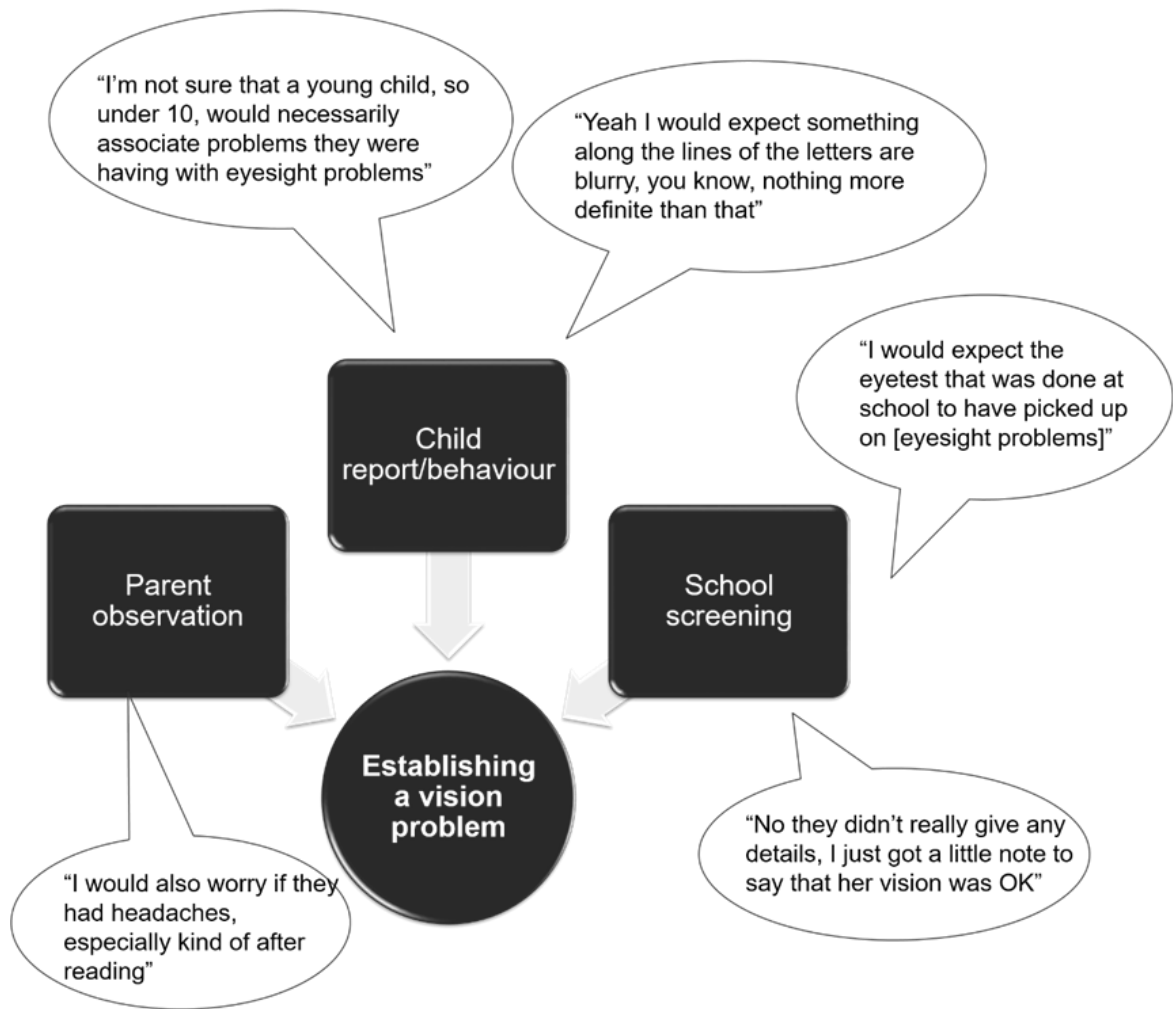 “I’m not sure that a young child, so
under 10, would necessarily
associate problems they were
having with eyesight problems”
“Yeah I would expect something
along the lines of the letters are
blurry, you know, nothing more
definite than that”
“I would expect the
eyetest that was done at
school to have picked up
on [eyesight problems]”
Child
report/behaviour
Parent
observation
School
screening
Establishing
a vision
problem
“I would also worry if they
had headaches,
especially kind of after
reading”
“No they didn’t really give any
details, I just got a little note to
say that her vision was OK”